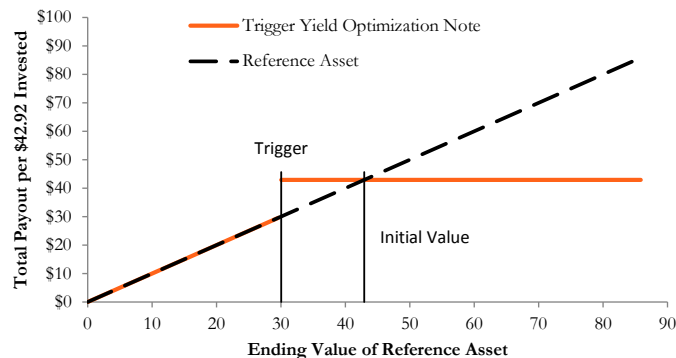 Trigger Yield Optimization Note
Reference Asset
Total Payout per $42.92 Invested
$100
$90
$80
$70
$60
$50
$40
$30
$20
$10
$0
Trigger
Initial Value
0 10 20 30 40 50 60 70 80 90
Ending Value of Reference Asset